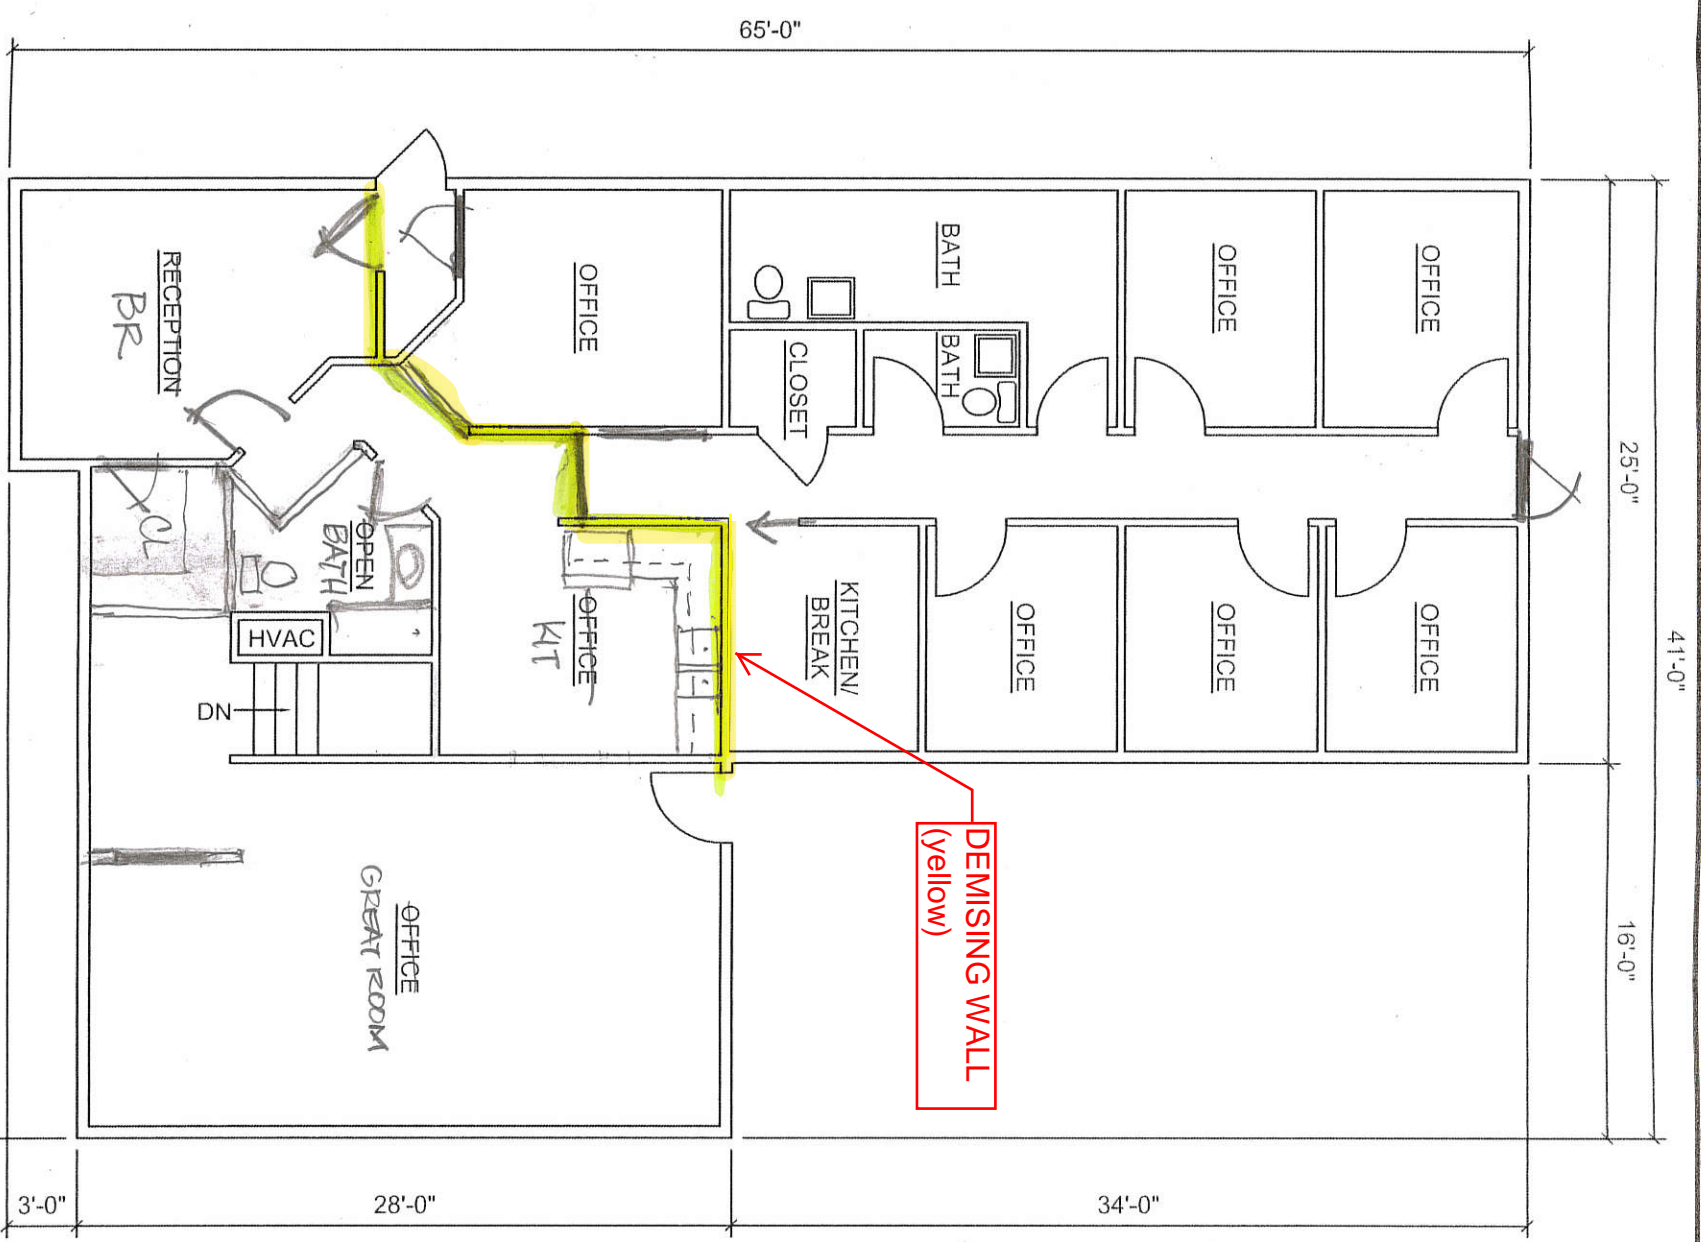 65'-0"
RECEPTION
BR
OFFICE
BATH
OFFICE
OFFICE
CLOSET
BATH
25'-0"
41'-0"
CL
OPEN
BATH
OFFICE
KIT
KITCHEN/
BREAK
OFFICE
OFFICE
OFFICE
HVAC
DN
DEMISING WALL
(yellow)
OFFICE
GREAT ROOM
16'-0"
3'-0"
28'-0"
34'-0"